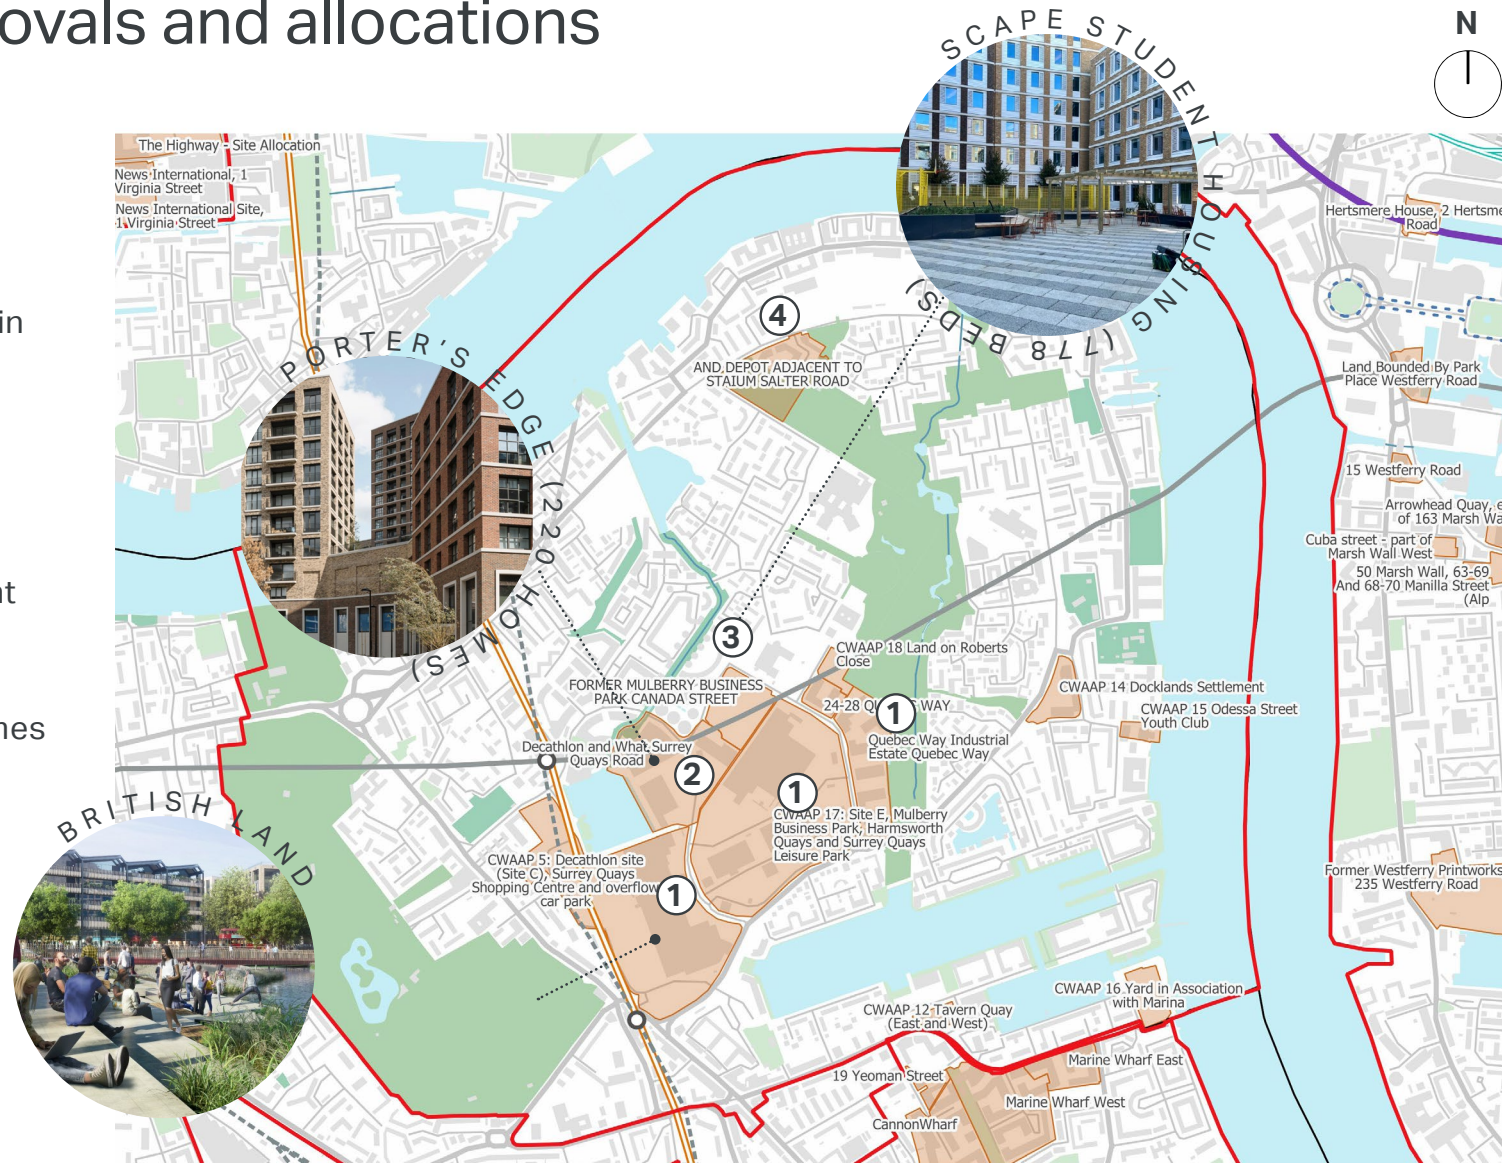 ovals and allocations
N
SCAPE STUDENT HOUSING (778 BEDS)
The Highway - Site Allocation
News International, 1
Virginia Street
News International Site,
1 Virginia Street
Hertsmere House, 2 Hertsme
Road
in
4
PORTER'S EDGE (220 HOMES)
AND DEPOT ADJACENT TO
STAIUM SALTER ROAD
Land Bounded By Park
Place Westferry Road
15 Westferry Road
Arrowhead Quay, e
of 163 Marsh Wa
Cuba street - part of
Marsh Wall West
50 Marsh Wall, 63-69
And 68-70 Manilla Street
(Alp
3
CWAAP 18 Land on Roberts
Close
FORMER MULBERRY BUSINESS
PARK CANADA STREET
CWAAP 14 Docklands Settlement
24-28 QU WAY
1
CWAAP 15 Odessa Street
Youth Club
mes
Quebec Way Industrial
Estate Quebec Way
Decathlon and What Surrey
Quays Road
2
1
BRITISH LAND
CWAAP 17: Site E, Mulberry
Business Park, Harmsworth
Quays and Surrey Quays
Leisure Park
CWAAP 5: Decathlon site
(Site C), Surrey Quays
Shopping Centre and overflow
car park
1
Former Westferry Printworks
235 Westferry Road
CWAAP 16 Yard in Association
with Marina
CWAAP 12 Tavern Quay
(East and West)
Marine Wharf East
19 Yeoman Street
Marine Wharf West
CannonWharf